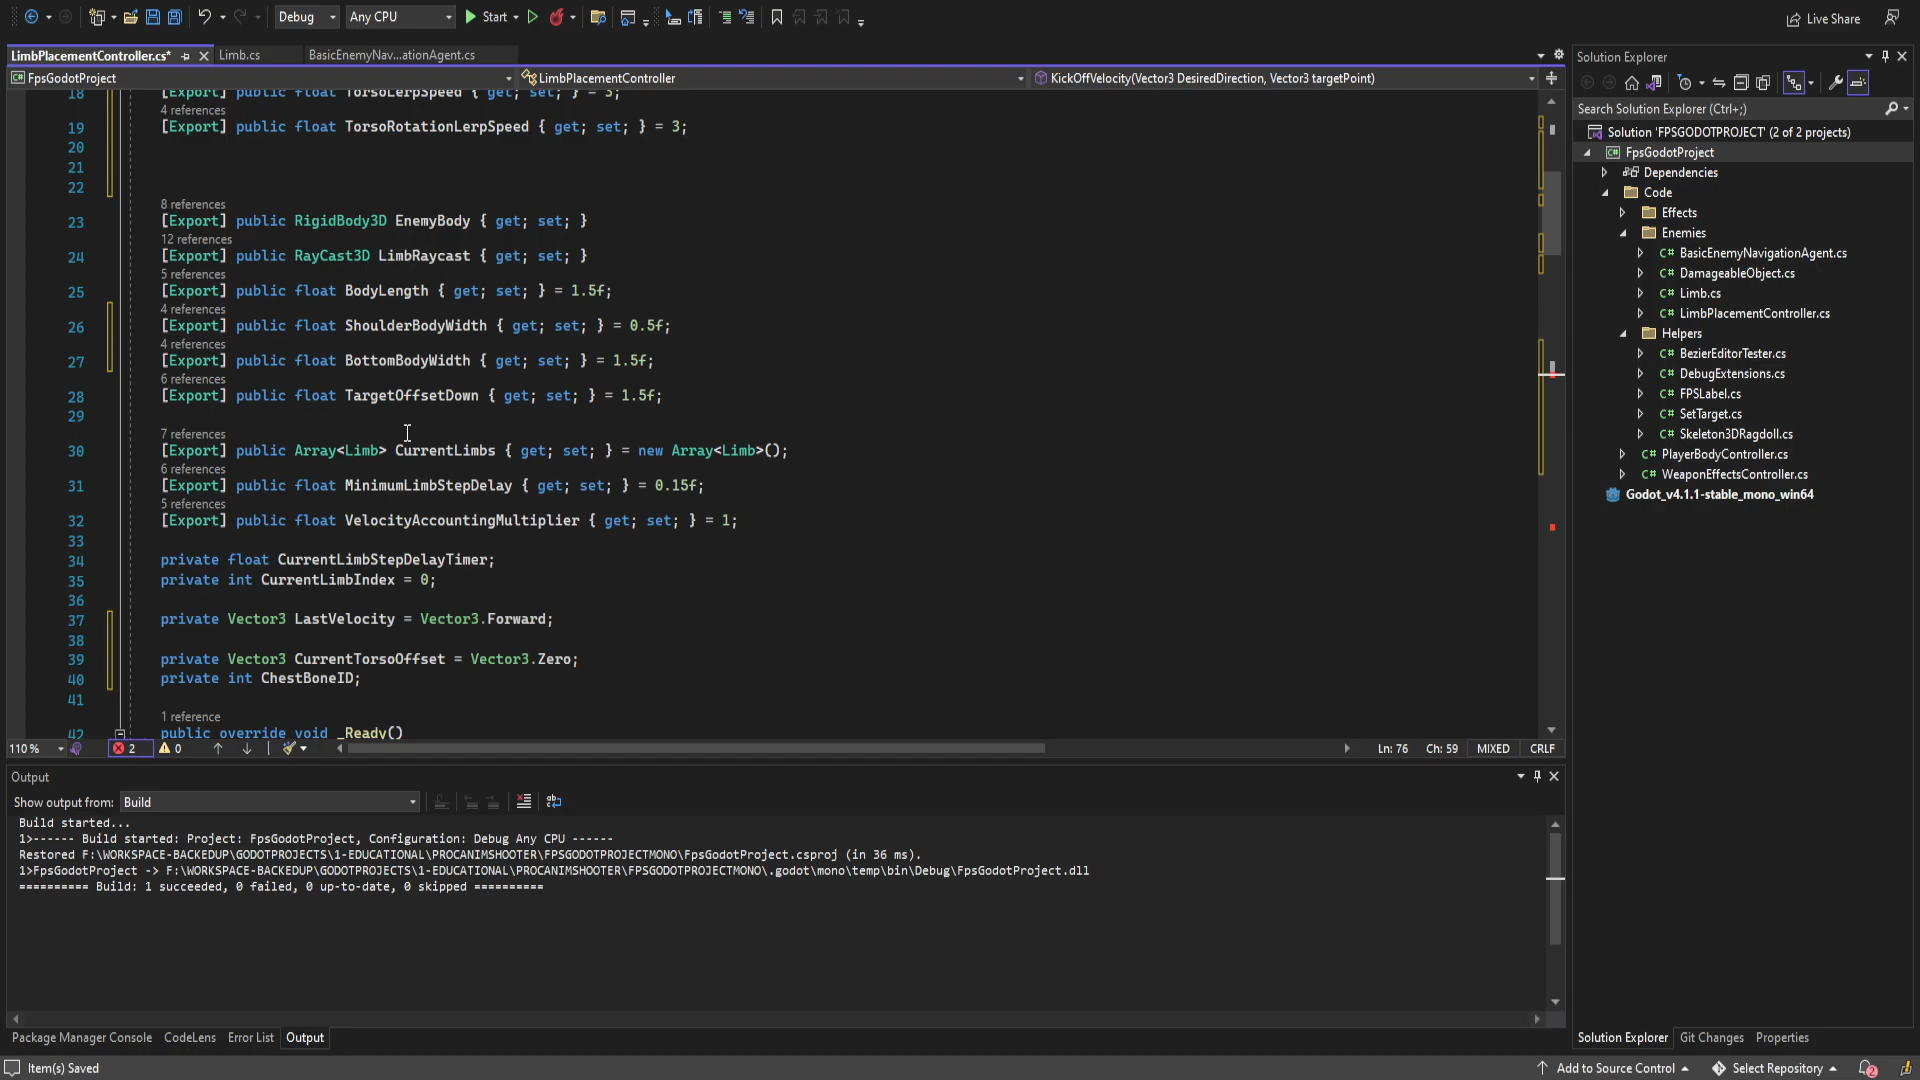 Debug
Any CPU
Start
Live Share
LimbPlacementController.cs*
Limb.cs
BasicEnemyNav...ationAgent.cs
FpsGodotProject
LimbPlacementController
KickOffVelocity(Vector3 DesiredDirection, Vector3 targetPoint)
18 [Export] public float TorsoLerpSpeed { get; set; } = 3;
4 references
19 [Export] public float TorsoRotationLerpSpeed { get; set; } = 3;
20
21
22
8 references
23 [Export] public RigidBody3D EnemyBody { get; set; }
12 references
24 [Export] public RayCast3D LimbRaycast { get; set; }
5 references
25 [Export] public float BodyLength { get; set; } = 1.5f;
4 references
26 [Export] public float ShoulderBodyWidth { get; set; } = 0.5f;
4 references
27 [Export] public float BottomBodyWidth { get; set; } = 1.5f;
6 references
28 [Export] public float TargetOffsetDown { get; set; } = 1.5f;
29
7 references
30 [Export] public Array<Limb> CurrentLimbs { get; set; } = new Array<Limb>();
6 references
31 [Export] public float MinimumLimbStepDelay { get; set; } = 0.15f;
5 references
32 [Export] public float VelocityAccountingMultiplier { get; set; } = 1;
33
34 private float CurrentLimbStepDelayTimer;
35 private int CurrentLimbIndex = 0;
36
37 private Vector3 LastVelocity = Vector3.Forward;
38
39 private Vector3 CurrentTorsoOffset = Vector3.Zero;
40 private int ChestBoneID;
41
1 reference
42 public override void _Ready()
110 %
2
0
Ln: 76
Ch: 59
MIXED
CRLF
Output
Show output from: Build
Build started...
1>------ Build started: Project: FpsGodotProject, Configuration: Debug Any CPU ------
Restored F:\WORKSPACE-BACKEDUP\GODOTPROJECTS\1-EDUCATIONAL\PROCANIMSHOOTER\FPSGODOTPROJECTMONO\FpsGodotProject.csproj (in 36 ms).
1>FpsGodotProject -> F:\WORKSPACE-BACKEDUP\GODOTPROJECTS\1-EDUCATIONAL\PROCANIMSHOOTER\FPSGODOTPROJECTMONO\.godot\mono\temp\bin\Debug\FpsGodotProject.dll
========== Build: 1 succeeded, 0 failed, 0 up-to-date, 0 skipped ==========
Package Manager Console
CodeLens
Error List
Output
Item(s) Saved
Solution Explorer
Search Solution Explorer (Ctrl+;)
Solution 'FPSGODOTPROJECT' (2 of 2 projects)
FpsGodotProject
Dependencies
Code
Effects
Enemies
C# BasicEnemyNavigationAgent.cs
C# DamageableObject.cs
C# Limb.cs
C# LimbPlacementController.cs
Helpers
C# BezierEditorTester.cs
C# DebugExtensions.cs
C# FPSLabel.cs
C# SetTarget.cs
C# Skeleton3DRagdoll.cs
C# PlayerBodyController.cs
C# WeaponEffectsController.cs
Godot_v4.1.1-stable_mono_win64
Solution Explorer
Git Changes
Properties
Add to Source Control
Select Repository
2